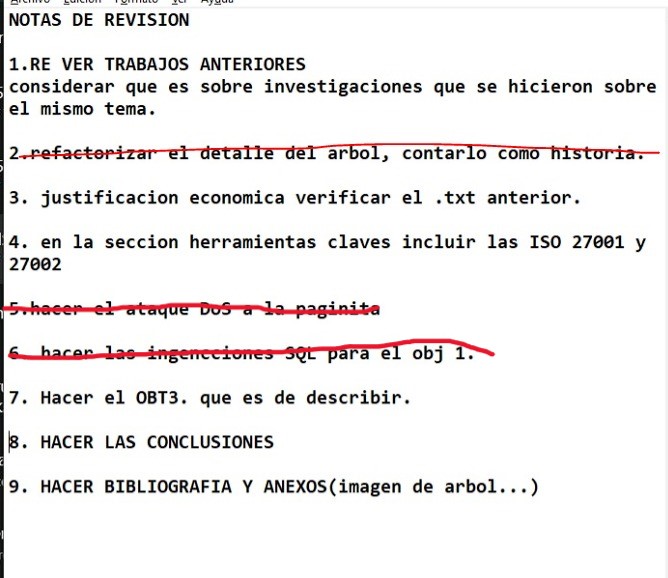 Archivo Edición Formato Ver Ayuda
NOTAS DE REVISION
1.RE VER TRABAJOS ANTERIORES
considerar que es sobre investigaciones que se hicieron sobre
el mismo tema.
2.refactorizar el detalle del arbol, contarlo como historia.
3. justificacion economica verificar el .txt anterior.
4. en la seccion herramientas claves incluir las ISO 27001 y
27002
5.hacer el ataque DoS a la paginita
6. hacer las ingencciones SQL para el obj 1.
7. Hacer el OBT3. que es de describir.
8. HACER LAS CONCLUSIONES
9. HACER BIBLIOGRAFIA Y ANEXOS(imagen de arbol...)